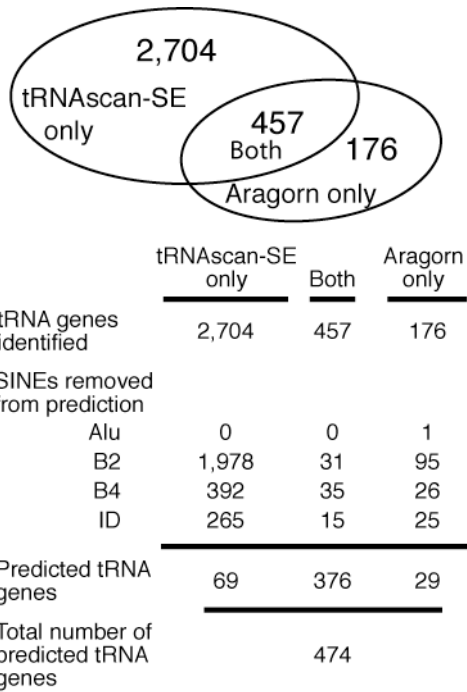 2,704
tRNAscan-SE
only
457
Both
176
Aragorn only
tRNAscan-SE
only
Both
Aragorn
only
tRNA genes
identified
2,704 457 176
SINEs removed
from prediction
Alu 0 0 1
B2 1,978 31 95
B4 392 35 26
ID 265 15 25
Predicted tRNA
genes
69 376 29
Total number of
predicted tRNA
genes
474